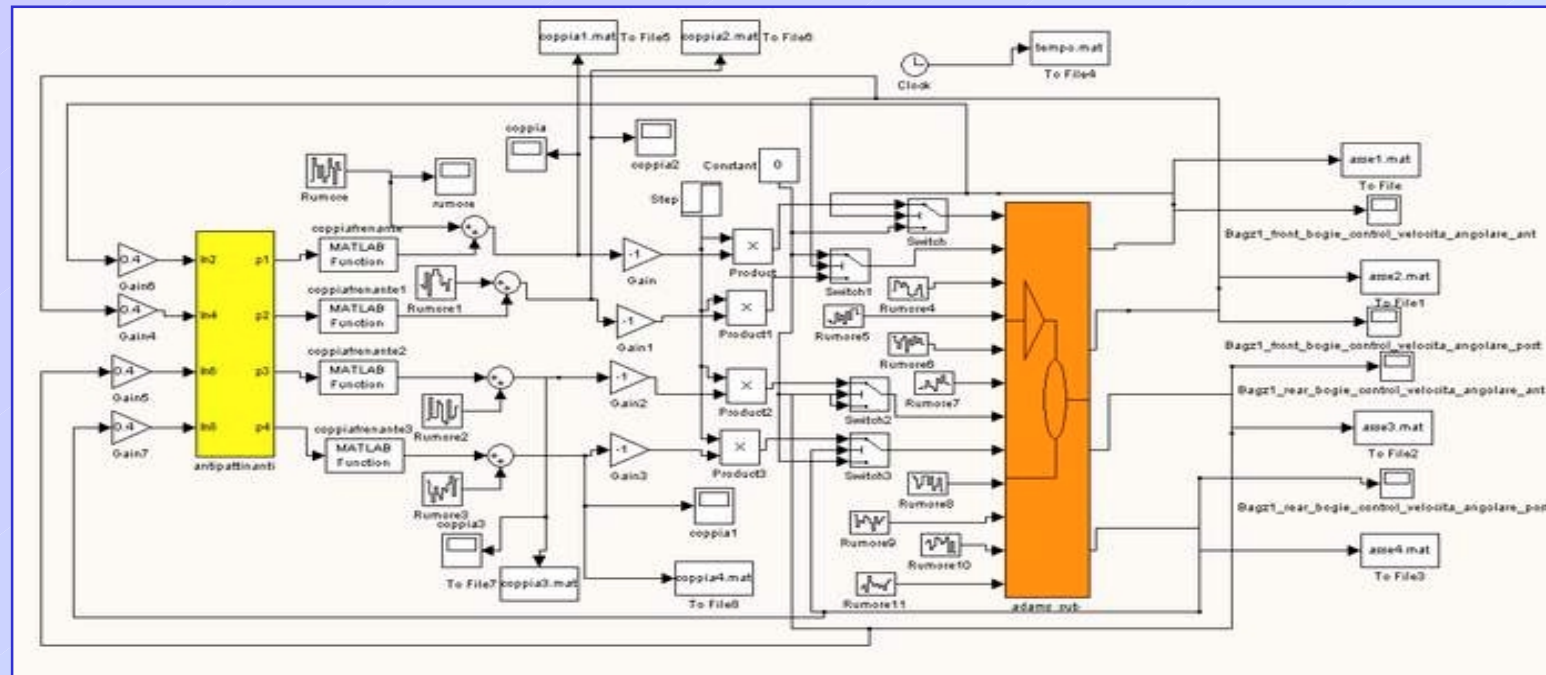 coppia1.mat To File5
coppia2.mat To File6
tempo.mat
To File4
Clock
coppia
coppia2
Constant
0
Step
Rumore
rumore
asse1.mat
To File
Bagz1_front_bogie_control_velocita_angolare_ant
coppiafrenante
MATLAB
Function
0.4
Gain6
In2
p1
-1
Gain
×
Product
Switch
asse2.mat
To File1
Bagz1_front_bogie_control_velocita_angolare_post
0.4
Gain4
In4
p2
coppiafrenante1
MATLAB
Function
Rumore1
-1
Gain1
×
Product1
Switch1
Rumore4
Rumore5
Rumore6
Rumore7
Bagz1_rear_bogie_control_velocita_angolare_ant
0.4
Gain5
In6
p3
coppiafrenante2
MATLAB
Function
Rumore2
-1
Gain2
×
Product2
Switch2
asse3.mat
To File2
0.4
Gain7
In8
p4
antipattinanti
coppiafrenante3
MATLAB
Function
Rumore3
-1
Gain3
×
Product3
Switch3
Rumore8
Rumore9
Rumore10
Rumore11
adams_sub
Bagz1_rear_bogie_control_velocita_angolare_post
asse4.mat
To File3
coppia3
coppia1
To File7
coppia3.mat
coppia4.mat
To File8